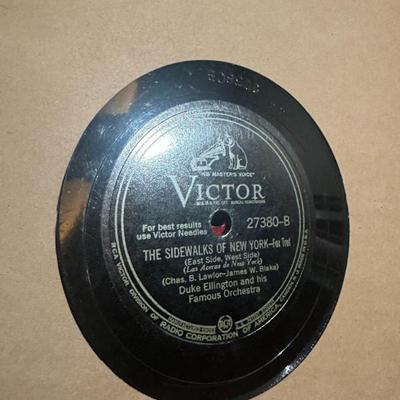 "HIS MASTER'S VOICE"
VICTOR
For best results
use Victor Needles
27380-B
THE SIDEWALKS OF NEW YORK—Fox Trot
(East Side, West Side)
(Las Aceras de New York)
(Chas. B. Lawlor-James W. Blake)
Duke Ellington and his
Famous Orchestra
RCA VICTOR DIVISION OF RADIO CORPORATION OF AMERICA, CAMDEN, N.J.